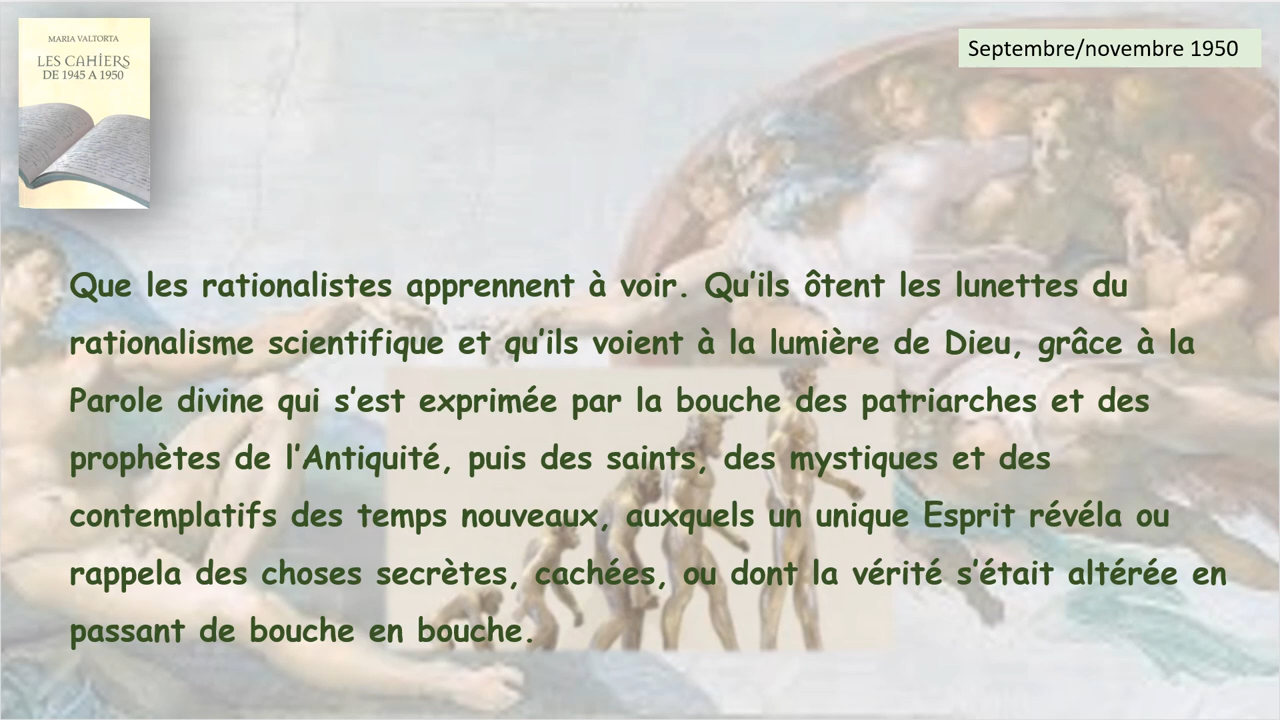 MARIA VALTORTA
LES CAHIERS
DE 1945 A 1950
Septembre/novembre 1950
Que les rationalistes apprennent à voir. Qu'ils ôtent les lunettes du
rationalisme scientifique et qu'ils voient à la lumière de Dieu, grâce à la
Parole divine qui s'est exprimée par la bouche des patriarches et des
prophètes de l'Antiquité, puis des saints, des mystiques et des
contemplatifs des temps nouveaux, auxquels un unique Esprit révéla ou
rappela des choses secrètes, cachées, ou dont la vérité s'était altérée en
passant de bouche en bouche.